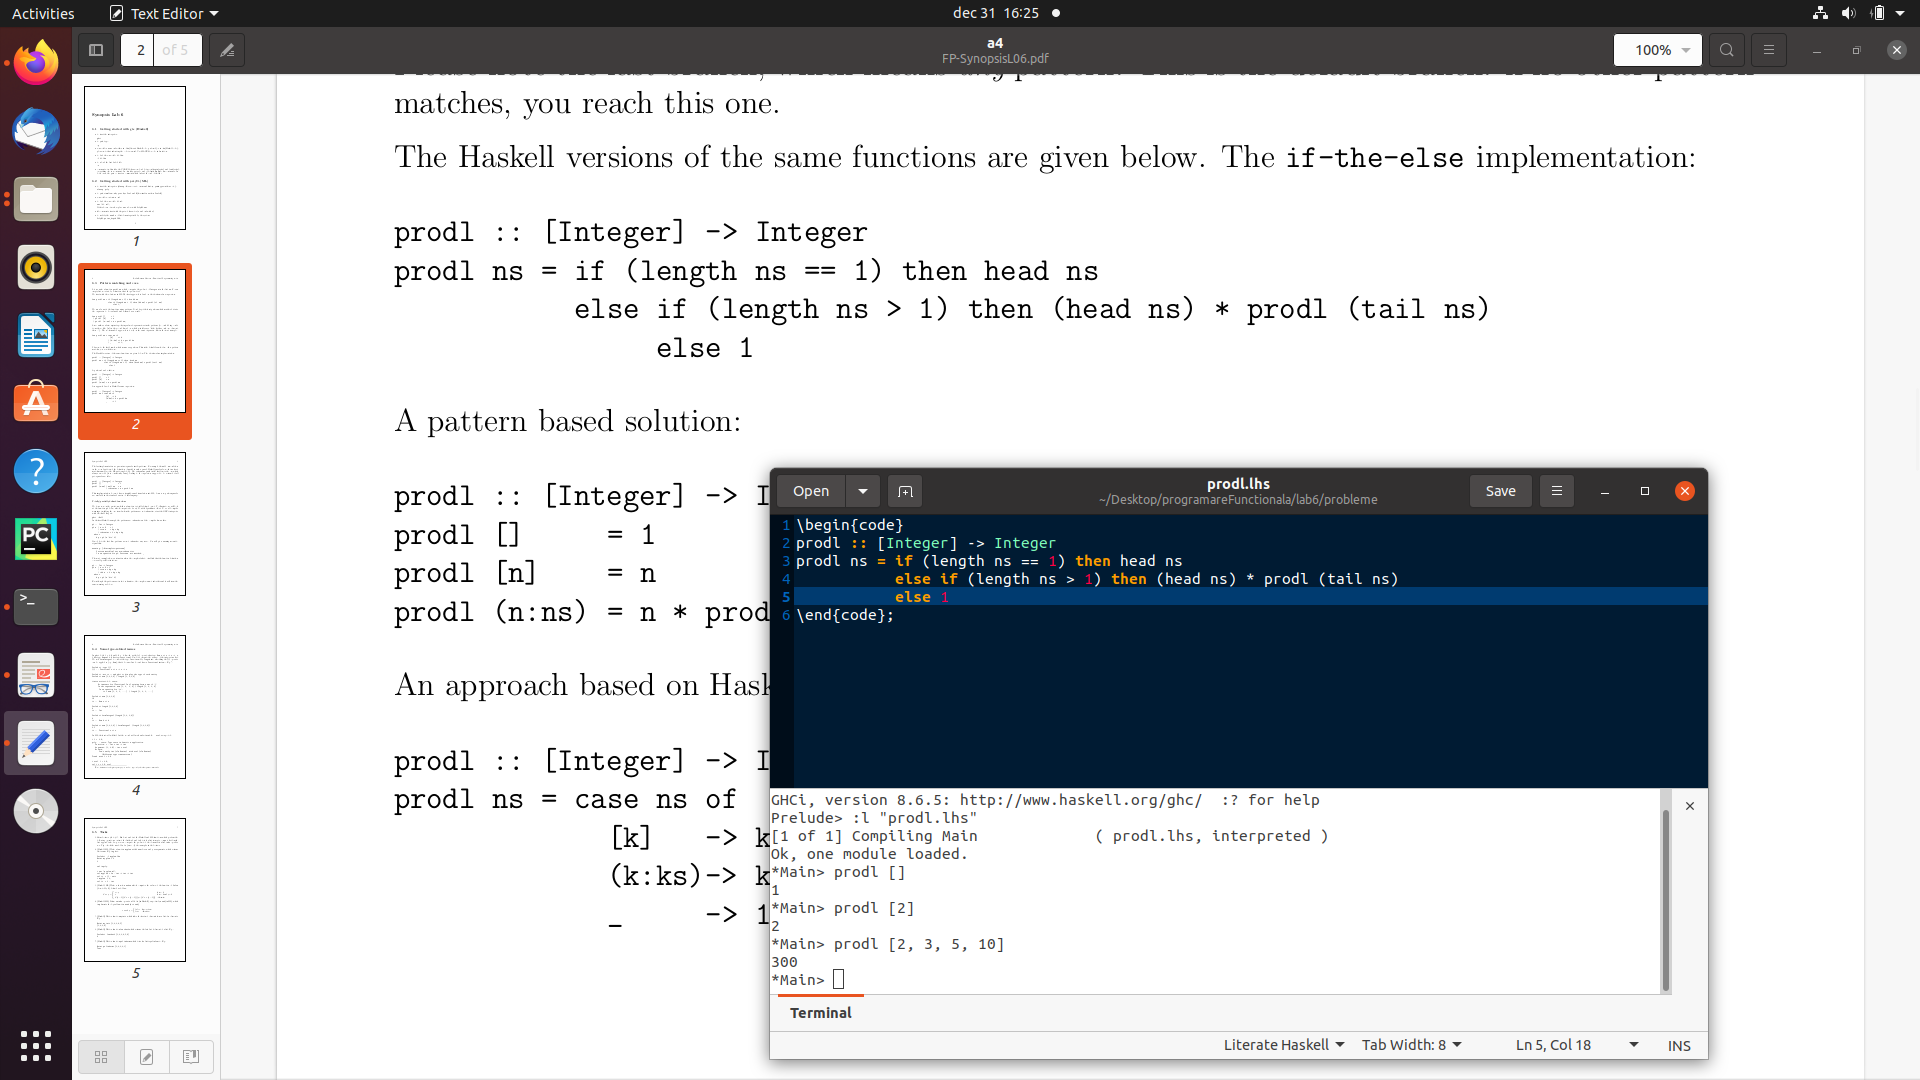 Activities
Text Editor
dec 31 16:25
2 of 5
a4
FP-SynopsisL06.pdf
100%
matches, you reach this one.
The Haskell versions of the same functions are given below. The if-the-else implementation:
prodl :: [Integer] -> Integer
prodl ns = if (length ns == 1) then head ns
else if (length ns > 1) then (head ns) * prodl (tail ns)
else 1
A pattern based solution:
prodl :: [Integer] -> I
prodl [] = 1
prodl [n] = n
prodl (n:ns) = n * prod
An approach based on Hask
prodl :: [Integer] -> I
prodl ns = case ns of
[k] -> k
(k:ks)-> k
_ -> 1
1
2
3
4
5
Open
prodl.lhs
~/Desktop/programareFunctionala/lab6/probleme
Save
1 \begin{code}
2 prodl :: [Integer] -> Integer
3 prodl ns = if (length ns == 1) then head ns
4 else if (length ns > 1) then (head ns) * prodl (tail ns)
5 else 1
6 \end{code};
GHCi, version 8.6.5: http://www.haskell.org/ghc/ :? for help
Prelude> :l "prodl.lhs"
[1 of 1] Compiling Main ( prodl.lhs, interpreted )
Ok, one module loaded.
*Main> prodl []
1
*Main> prodl [2]
2
*Main> prodl [2, 3, 5, 10]
300
*Main>
Terminal
Literate Haskell
Tab Width: 8
Ln 5, Col 18
INS